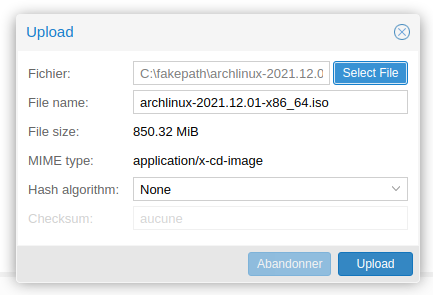 Upload
Fichier: C:\fakepath\archlinux-2021.12.0 Select File
File name: archlinux-2021.12.01-x86_64.iso
File size: 850.32 MiB
MIME type: application/x-cd-image
Hash algorithm: None
Checksum: aucune
Abandonner Upload